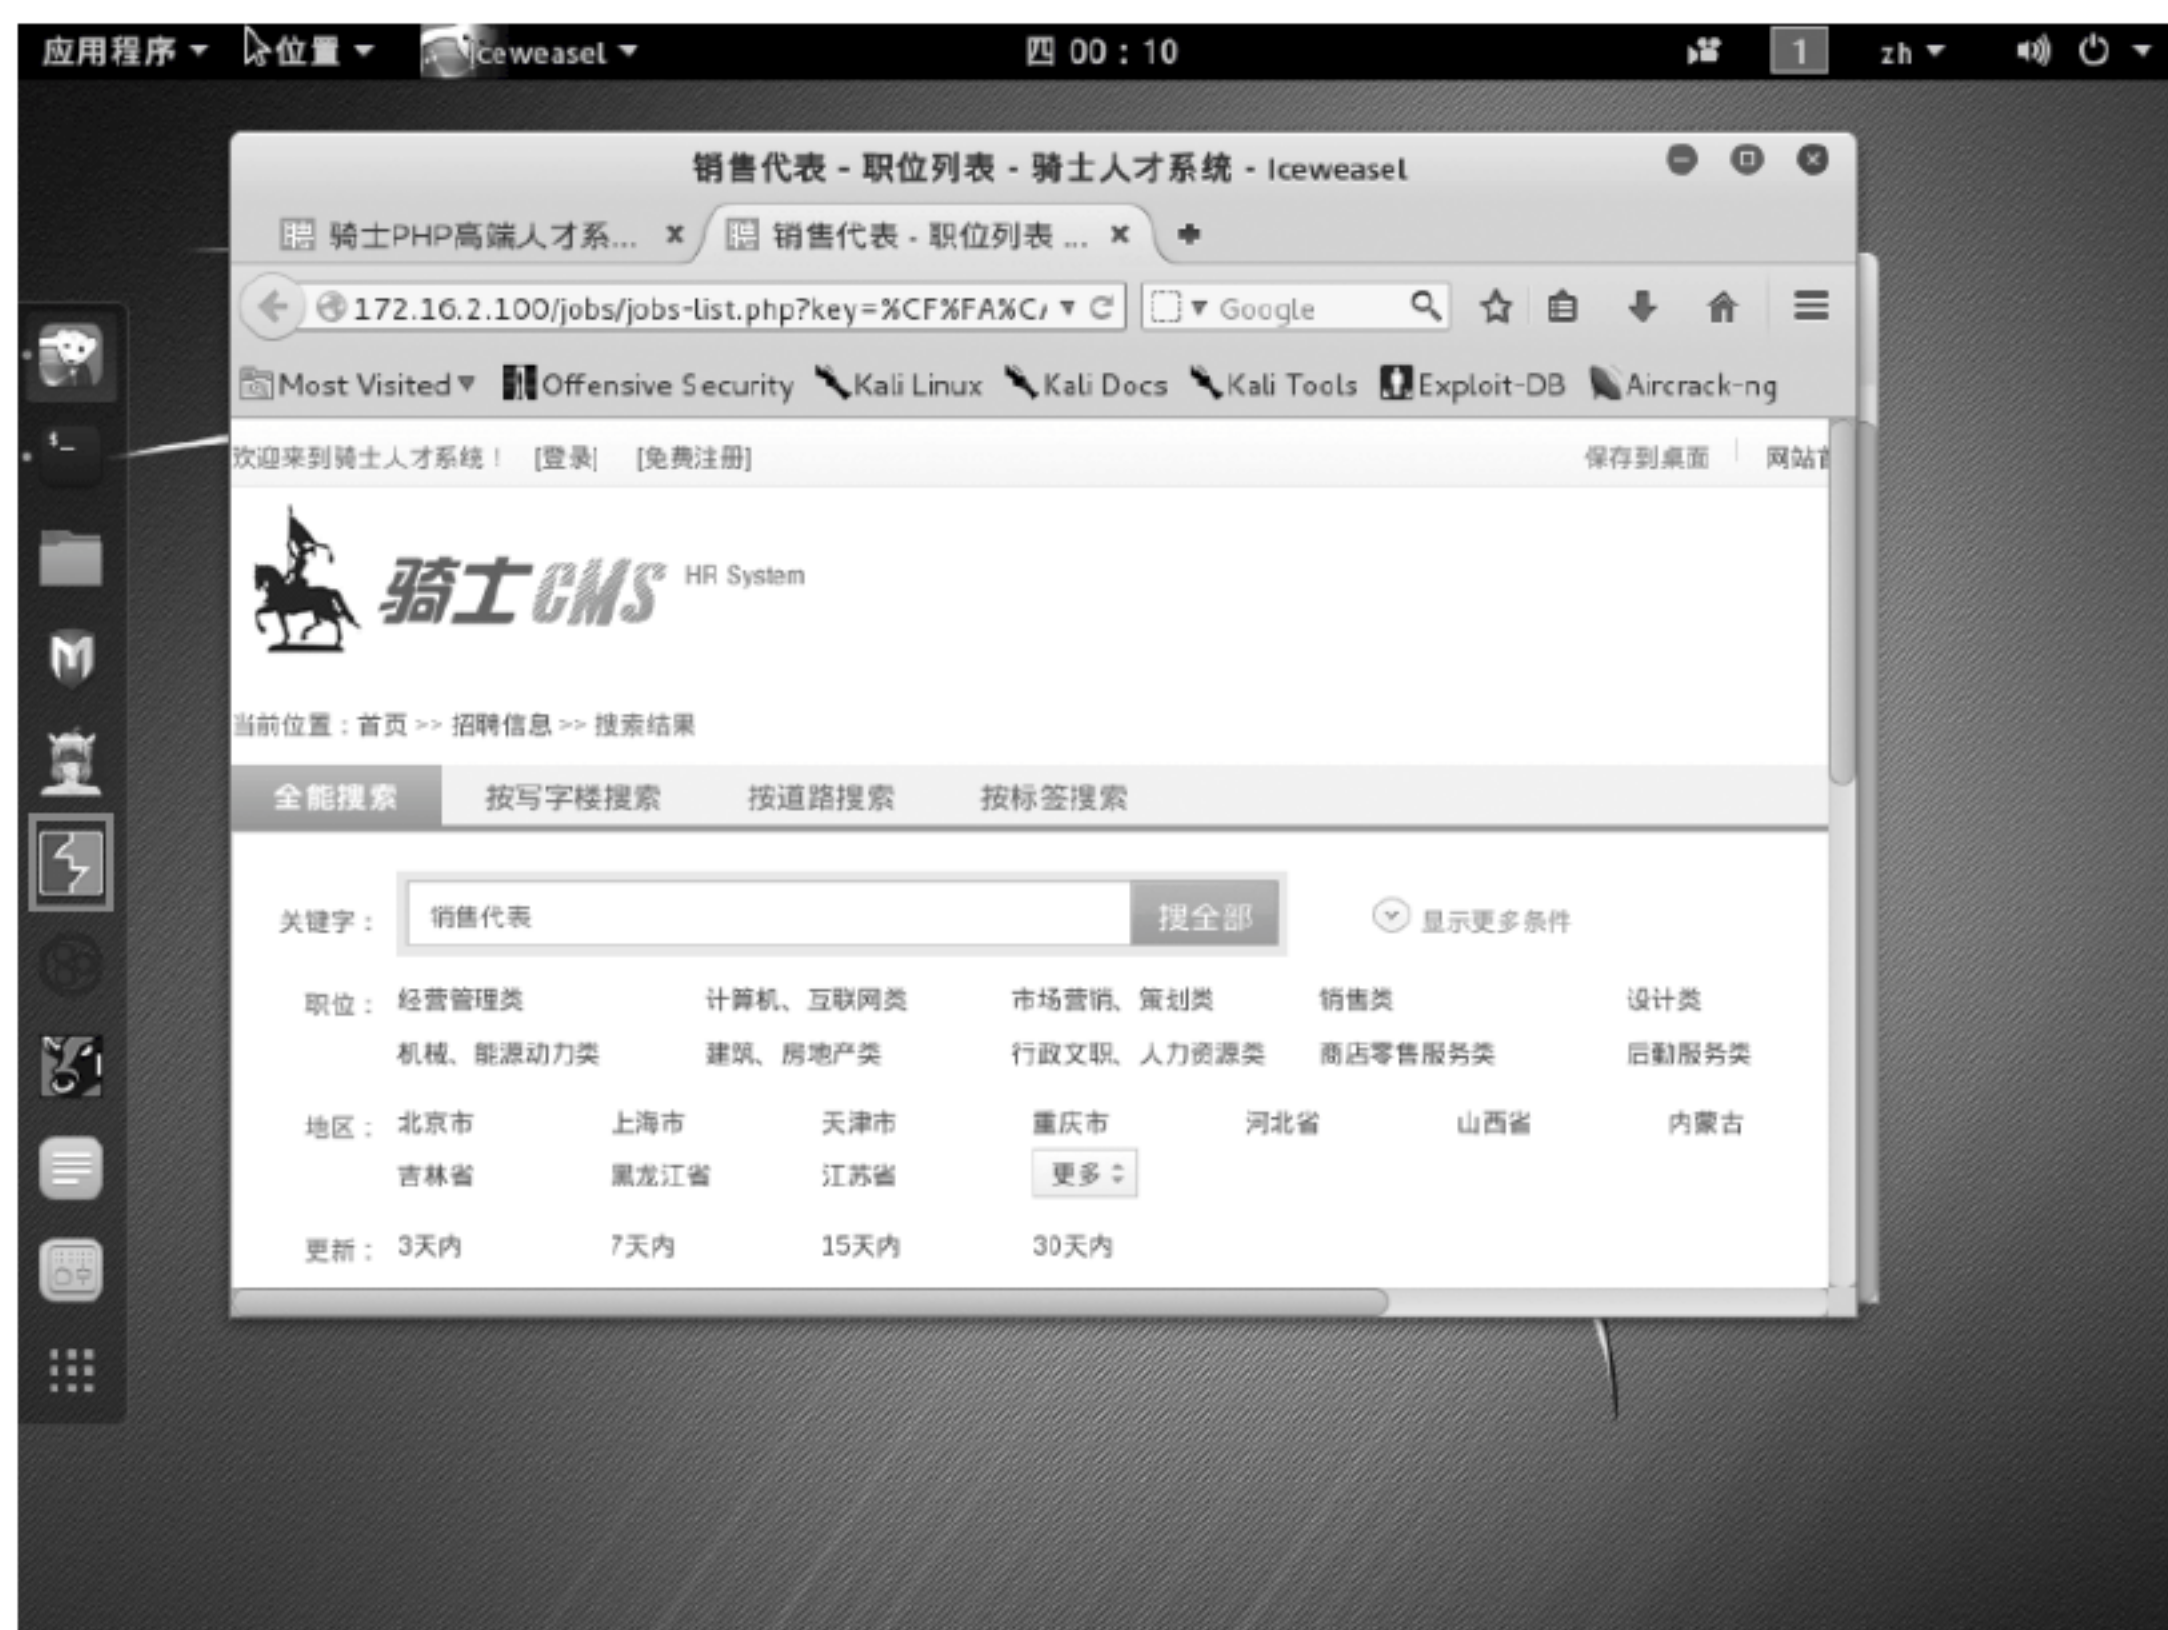 应用程序 位置 Iceweasel 四 00 : 10 1 zh
销售代表 - 职位列表 - 骑士人才系统 - Iceweasel
骑士PHP高端人才系... 销售代表 - 职位列表 ...
172.16.2.100/jobs/jobs-list.php?key=%CF%FA%C Google
Most Visited Offensive Security Kali Linux Kali Docs Kali Tools Exploit-DB Aircrack-ng
欢迎来到骑士人才系统！ [登录] [免费注册] 保存到桌面 网站首
骑士CMS HR System
当前位置：首页 >> 招聘信息 >> 搜索结果
全能搜索 按写字楼搜索 按道路搜索 按标签搜索
关键字： 销售代表 搜全部 显示更多条件
职位： 经营管理类 计算机、互联网类 市场营销、策划类 销售类 设计类
机械、能源动力类 建筑、房地产类 行政文职、人力资源类 商店零售服务类 后勤服务类
地区： 北京市 上海市 天津市 重庆市 河北省 山西省 内蒙古
吉林省 黑龙江省 江苏省 更多
更新： 3天内 7天内 15天内 30天内